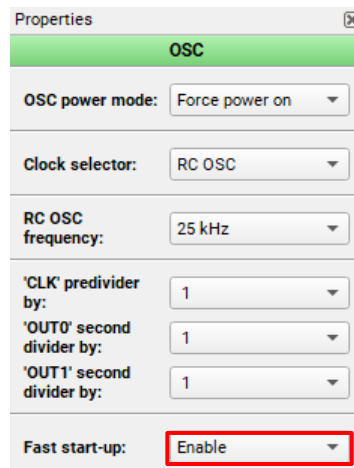 Properties
OSC
OSC power mode: Force power on
Clock selector: RC OSC
RC OSC
frequency: 25 kHz
'CLK' predivider
by: 1
'OUT0' second
divider by: 1
'OUT1' second
divider by: 1
Fast start-up: Enable